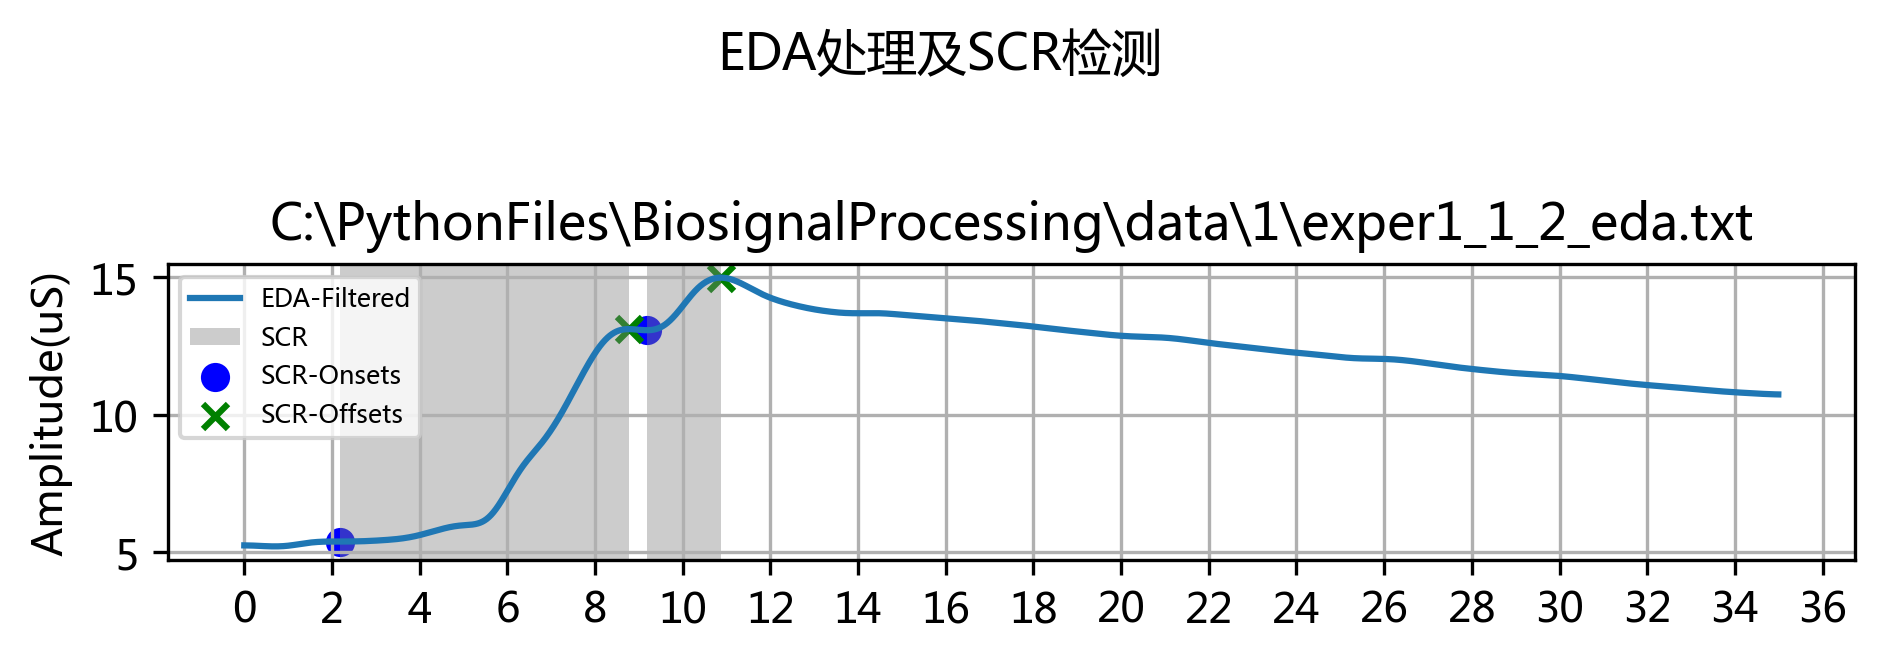 EDA处理及SCR检测
C:\PythonFiles\BiosignalProcessing\data\1\exper1_1_2_eda.txt
Amplitude(uS)
15
10
5
EDA-Filtered
SCR
SCR-Onsets
SCR-Offsets
0 2 4 6 8 10 12 14 16 18 20 22 24 26 28 30 32 34 36